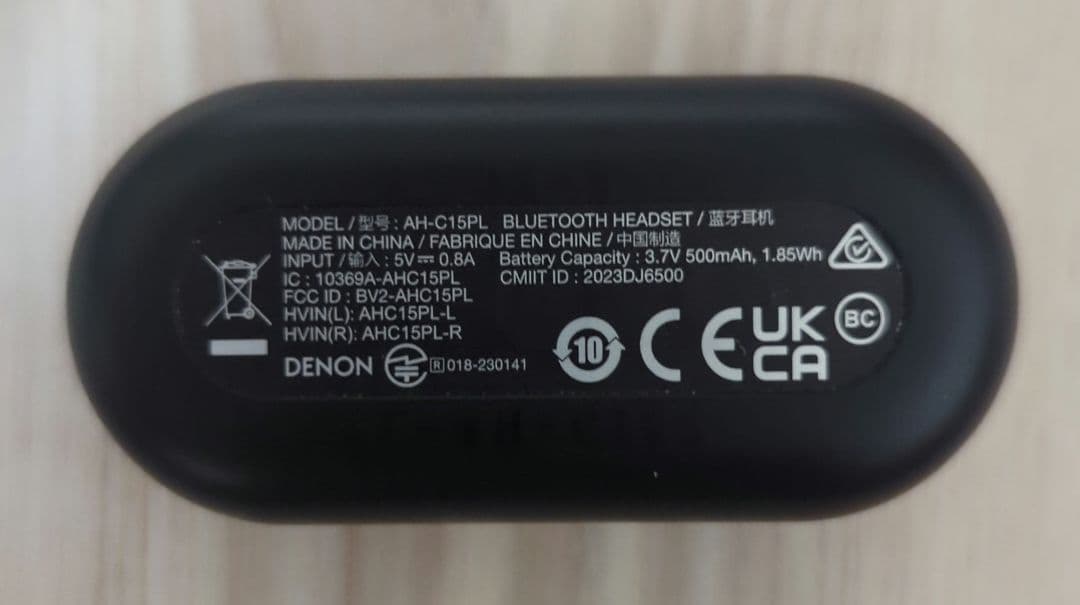 MODEL / 型号 : AH-C15PL BLUETOOTH HEADSET / 蓝牙耳机
MADE IN CHINA / FABRIQUE EN CHINE / 中国制造
INPUT / 输入 : 5V⎓0.8A Battery Capacity : 3.7V 500mAh, 1.85Wh
IC : 10369A-AHC15PL CMIIT ID : 2023DJ6500
FCC ID : BV2-AHC15PL
HVIN(L): AHC15PL-L
HVIN(R): AHC15PL-R
DENON R 018-230141
10 CE UK CA BC